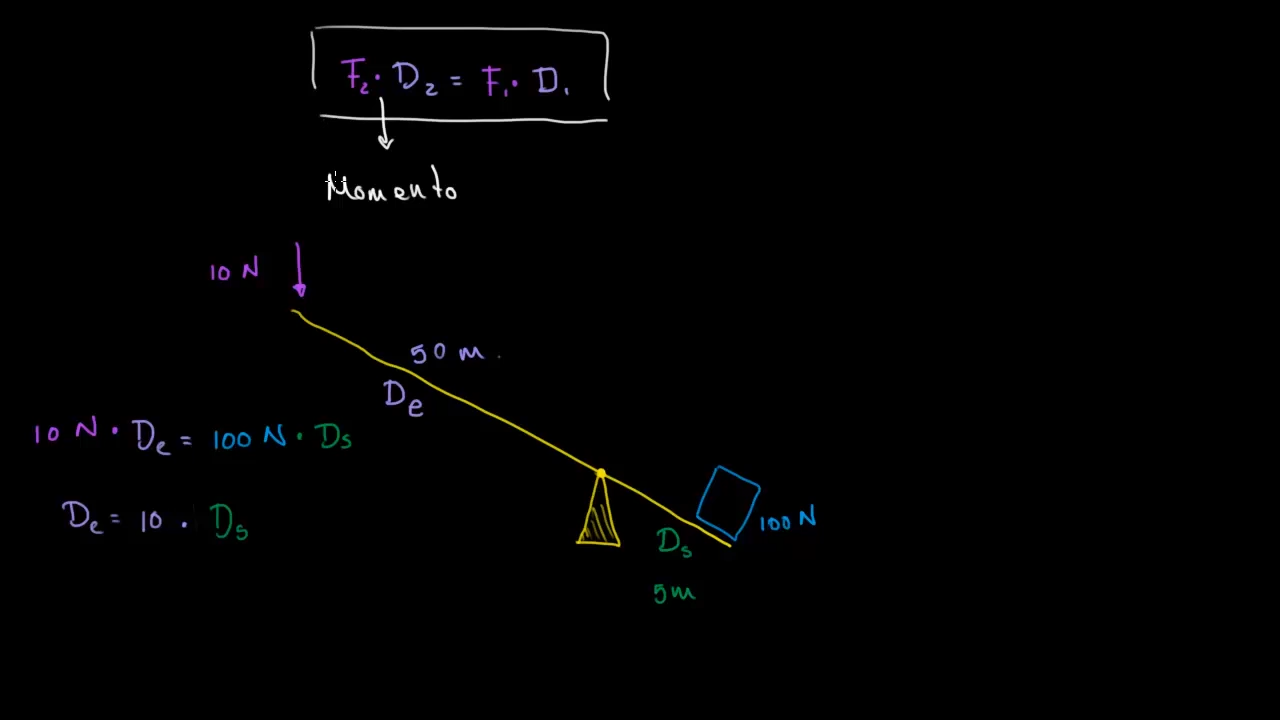 F₂ · D₂ = F₁ · D₁
Momento
10 N
50 m .
De
10 N · De = 100 N · Ds
De = 10 · Ds
100 N
Ds
5m